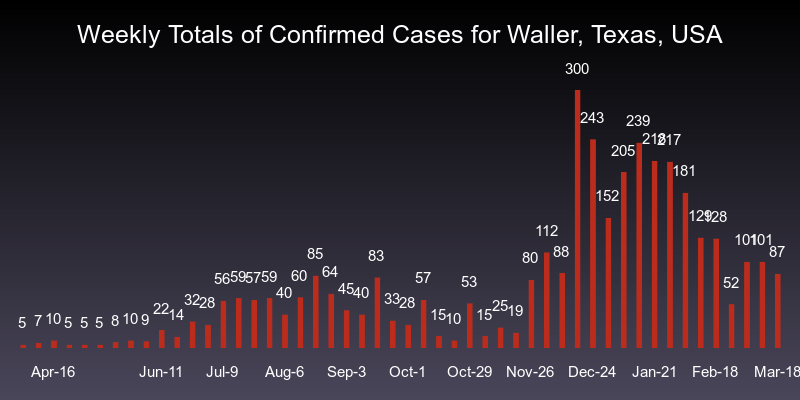 Weekly Totals of Confirmed Cases for Waller, Texas, USA
300
243
239
218 217
205
181
152
129 128
112
101 101
80 88 87
85 83
56 59 57 59 60 64 57 53 52
40 45 40
32 28 33 28 25
22 14 15 10 15 19
5 7 10 5 5 5 8 10 9
Apr-16 Jun-11 Jul-9 Aug-6 Sep-3 Oct-1 Oct-29 Nov-26 Dec-24 Jan-21 Feb-18 Mar-18